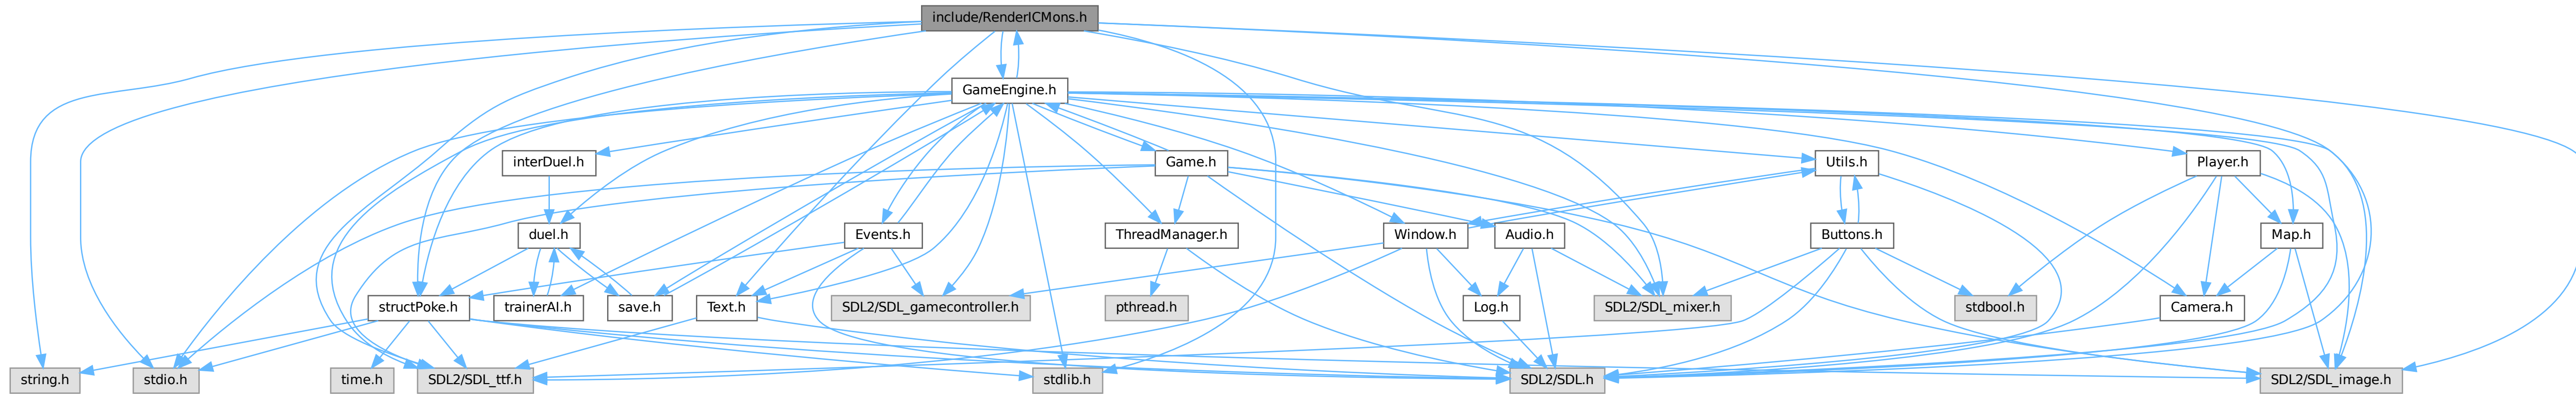 include/RenderICMons.h
GameEngine.h
interDuel.h
Game.h
Utils.h
Player.h
duel.h
Events.h
ThreadManager.h
Window.h
Audio.h
Buttons.h
Map.h
structPoke.h
trainerAI.h
save.h
Text.h
SDL2/SDL_gamecontroller.h
pthread.h
Log.h
SDL2/SDL_mixer.h
stdbool.h
Camera.h
string.h
stdio.h
time.h
SDL2/SDL_ttf.h
stdlib.h
SDL2/SDL.h
SDL2/SDL_image.h